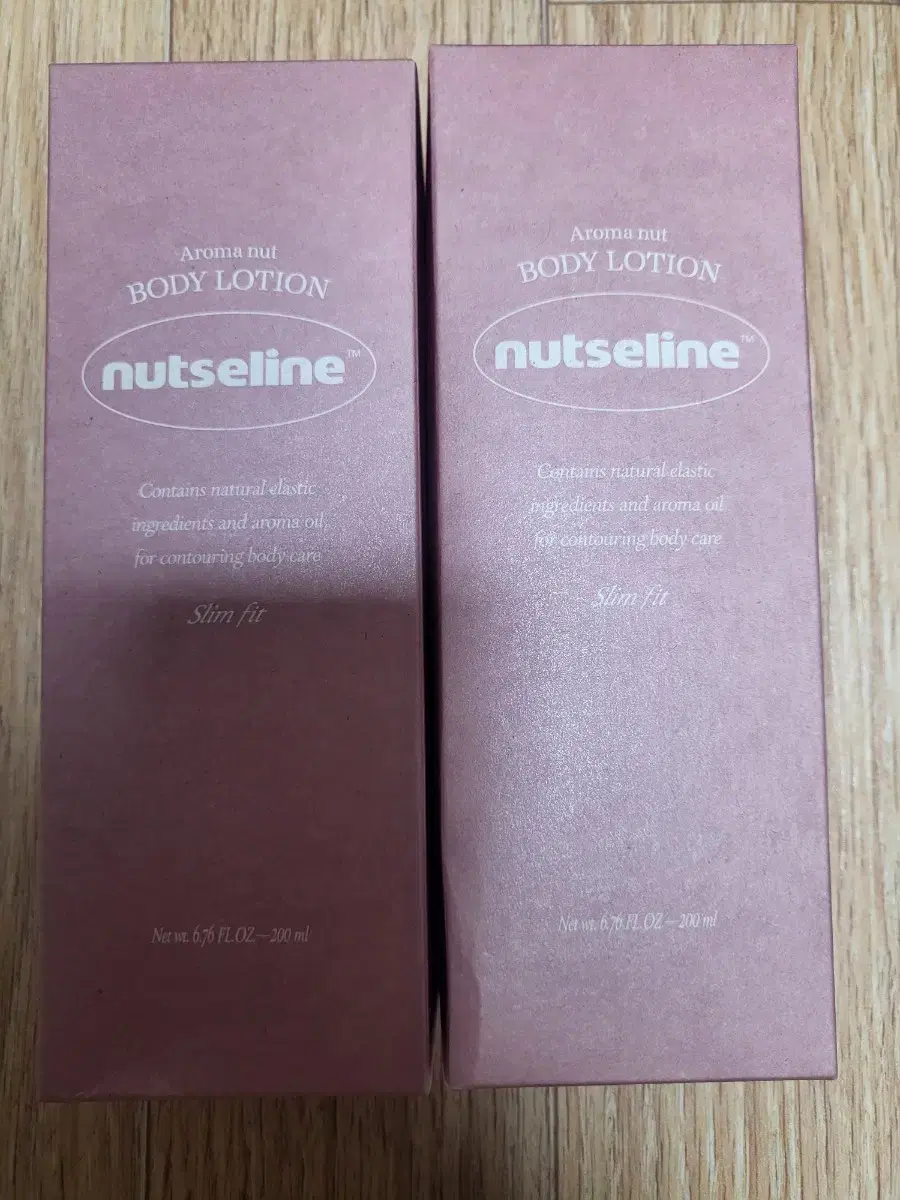 Aroma nut
BODY LOTION
nutseline™
Contains natural elastic
ingredients and aroma oil
for contouring body care
Slim fit
Net wt. 6.76 FL.OZ — 200 ml
Aroma nut
BODY LOTION
nutseline™
Contains natural elastic
ingredients and aroma oil
for contouring body care
Slim fit
Net wt. 6.76 FL.OZ — 200 ml